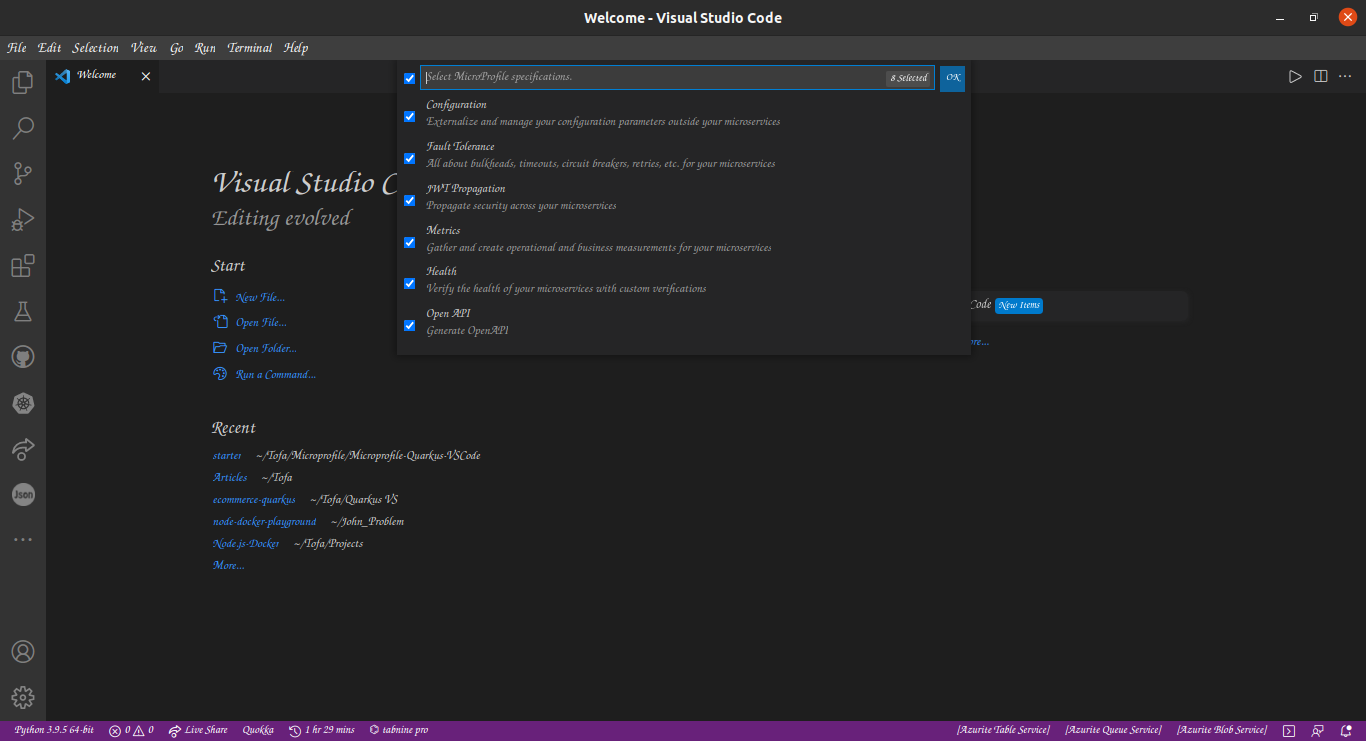 Welcome - Visual Studio Code
File Edit Selection View Go Run Terminal Help
Welcome
Select MicroProfile specifications.
8 Selected
OK
Configuration
Externalize and manage your configuration parameters outside your microservices
Fault Tolerance
All about bulkheads, timeouts, circuit breakers, retries, etc. for your microservices
JWT Propagation
Propagate security across your microservices
Metrics
Gather and create operational and business measurements for your microservices
Health
Verify the health of your microservices with custom verifications
Open API
Generate OpenAPI
Visual Studio C
Editing evolved
Start
New File...
Open File...
Open Folder...
Run a Command...
Code New Items
re...
Recent
starter ~/Tofa/Microprofile/Microprofile-Quarkus-VSCode
Articles ~/Tofa
ecommerce-quarkus ~/Tofa/Quarkus VS
node-docker-playground ~/John_Problem
Node.js-Docker ~/Tofa/Projects
More...
Json
Python 3.9.5 64-bit 0 0 Live Share Quokka 1 hr 29 mins tabnine pro [Azurite Table Service] [Azurite Queue Service] [Azurite Blob Service]